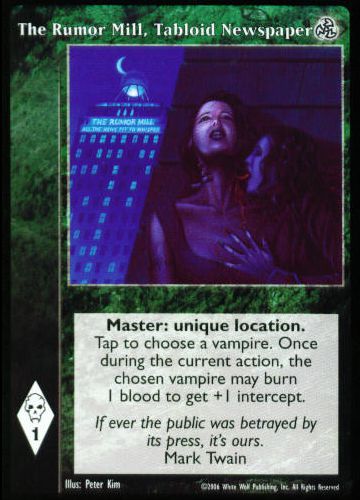 The Rumor Mill, Tabloid Newspaper
THE RUMOR MILL
ALL THE NEWS FIT TO WHISPER
Master: unique location.
Tap to choose a vampire. Once
during the current action, the
chosen vampire may burn
1 blood to get +1 intercept.
If ever the public was betrayed by
its press, it's ours.
Mark Twain
1
Illus: Peter Kim
©2006 White Wolf Publishing, Inc. All Rights Reserved.